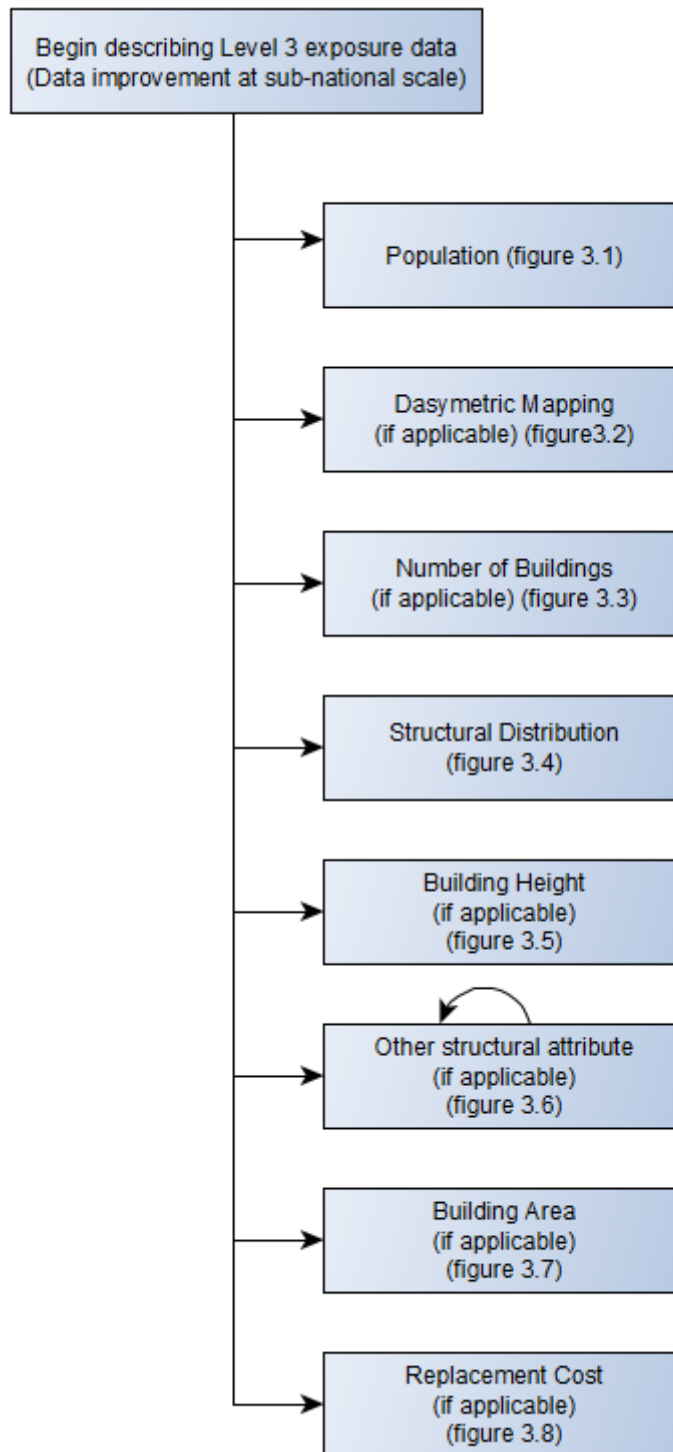 Begin describing Level 3 exposure data
(Data improvement at sub-national scale)
Population (figure 3.1)
Dasymetric Mapping
(if applicable) (figure3.2)
Number of Buildings
(if applicable) (figure 3.3)
Structural Distribution
(figure 3.4)
Building Height
(if applicable)
(figure 3.5)
Other structural attribute
(if applicable)
(figure 3.6)
Building Area
(if applicable)
(figure 3.7)
Replacement Cost
(if applicable)
(figure 3.8)